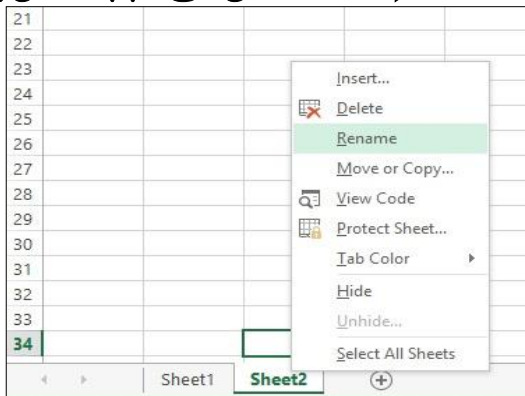 21
22
23
24
25
26
27
28
29
30
31
32
33
34
Insert...
Delete
Rename
Move or Copy...
View Code
Protect Sheet...
Tab Color
Hide
Unhide...
Select All Sheets
Sheet1 Sheet2